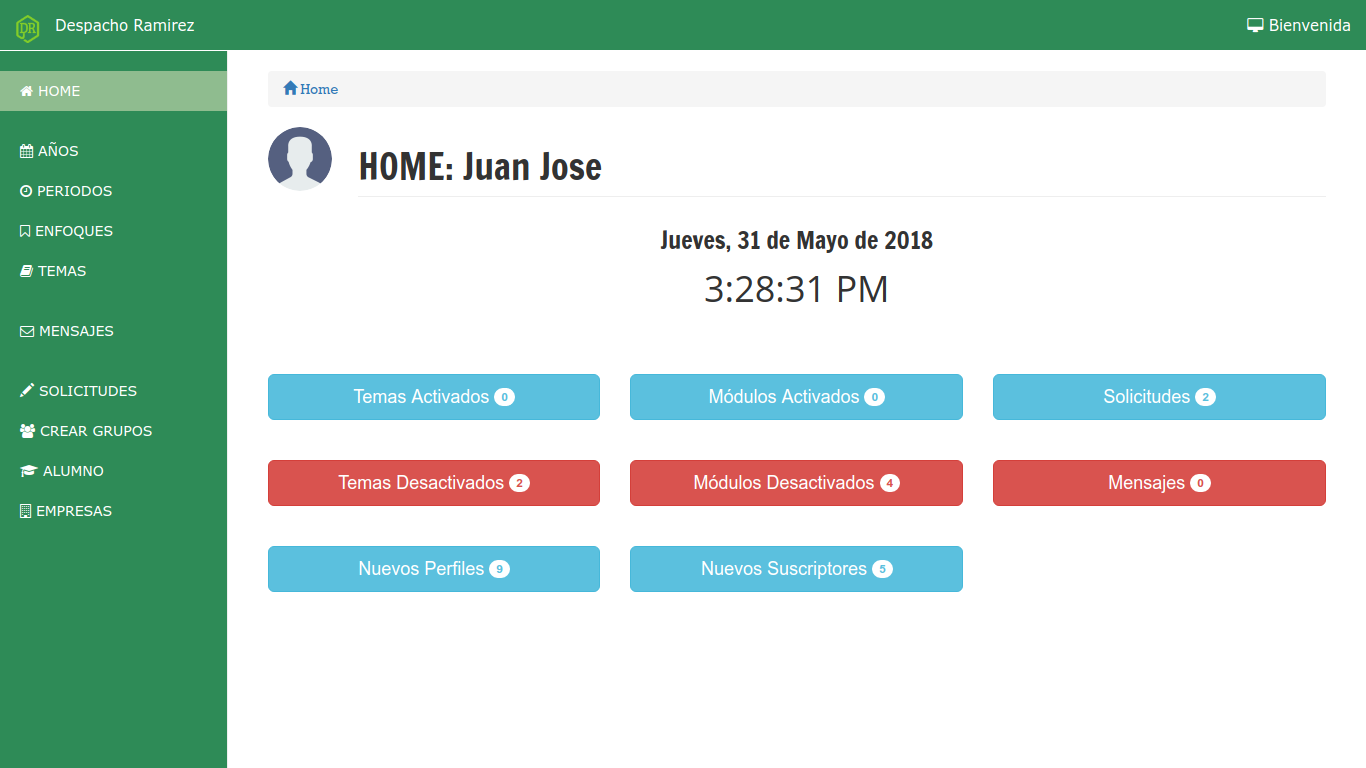 DR Despacho Ramirez
Bienvenida
HOME
AÑOS
PERIODOS
ENFOQUES
TEMAS
MENSAJES
SOLICITUDES
CREAR GRUPOS
ALUMNO
EMPRESAS
Home
HOME: Juan Jose
Jueves, 31 de Mayo de 2018
3:28:31 PM
Temas Activados 0
Módulos Activados 0
Solicitudes 2
Temas Desactivados 2
Módulos Desactivados 4
Mensajes 0
Nuevos Perfiles 9
Nuevos Suscriptores 5